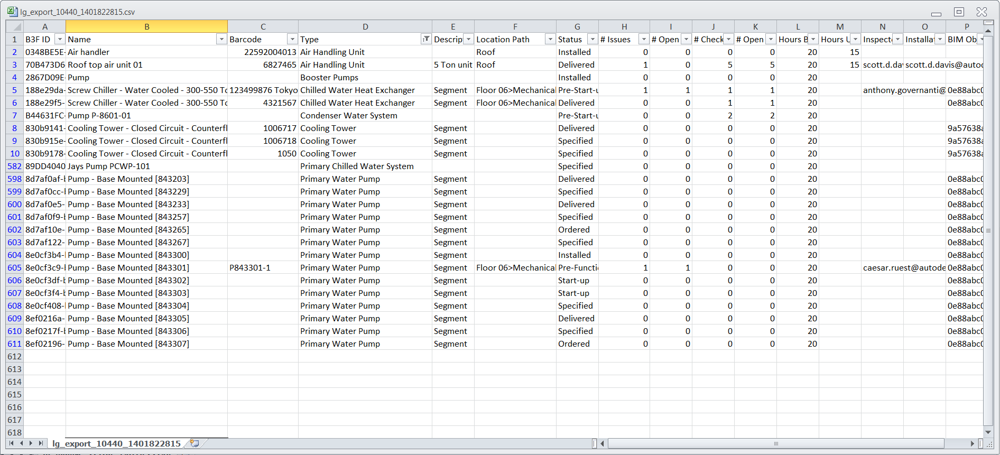 lg_export_10440_1401822815.csv
A B C D E F G H I J K L M N O P
1 B3F ID Name Barcode Type Descrip Location Path Status # Issues # Open # Check # Open Hours B Hours U Inspect Installat BIM Ob
2 0348BE5E- Air handler 22592004013 Air Handling Unit Roof Installed 0 0 0 0 20 15
3 70B473D6 Roof top air unit 01 6827465 Air Handling Unit 5 Ton unit Roof Delivered 1 0 5 5 20 15 scott.d.da scott.d.davis@autod
4 2867D09E- Pump Booster Pumps Installed 0 0 0 0 20
5 188e29da- Screw Chiller - Water Cooled - 300-550 To 123499876 Tokyo Chilled Water Heat Exchanger Segment Floor 06>Mechanical Pre-Start-u 1 1 1 1 20 anthony.governanti@ 0e88abc0
6 188e29f5- Screw Chiller - Water Cooled - 300-550 To 4321567 Chilled Water Heat Exchanger Segment Floor 06>Mechanical Delivered 0 0 1 1 20 0e88abc0
7 B44631FC- Pump P-8601-01 Condenser Water System Pre-Start-u 0 0 2 2 20
8 830b9141- Cooling Tower - Closed Circuit - Counterfl 1006717 Cooling Tower Segment Delivered 0 0 0 0 20 9a57638a
9 830b915e- Cooling Tower - Closed Circuit - Counterfl 1006718 Cooling Tower Segment Specified 0 0 0 0 20 9a57638a
10 830b9178- Cooling Tower - Closed Circuit - Counterfl 1050 Cooling Tower Segment Specified 0 0 0 0 20 9a57638a
582 89DD4040 Jays Pump PCWP-101 Primary Chilled Water System Specified 0 0 0 0 20
598 8d7af0af-b Pump - Base Mounted [843203] Primary Water Pump Segment Delivered 0 0 0 0 20 0e88abc0
599 8d7af0cc-b Pump - Base Mounted [843229] Primary Water Pump Segment Specified 0 0 0 0 20 0e88abc0
600 8d7af0e5- Pump - Base Mounted [843233] Primary Water Pump Segment Delivered 0 0 0 0 20 0e88abc0
601 8d7af0f9-b Pump - Base Mounted [843257] Primary Water Pump Segment Specified 0 0 0 0 20 0e88abc0
602 8d7af10e- Pump - Base Mounted [843265] Primary Water Pump Segment Ordered 0 0 0 0 20 0e88abc0
603 8d7af122- Pump - Base Mounted [843267] Primary Water Pump Segment Specified 0 0 0 0 20 0e88abc0
604 8e0cf3b4-b Pump - Base Mounted [843300] Primary Water Pump Segment Installed 0 0 0 0 20 0e88abc0
605 8e0cf3c9-b Pump - Base Mounted [843301] P843301-1 Primary Water Pump Segment Floor 06>Mechanical Pre-Functi 1 1 0 0 20 caesar.ruest@autode 0e88abc0
606 8e0cf3df-b Pump - Base Mounted [843302] Primary Water Pump Segment Start-up 0 0 0 0 20 0e88abc0
607 8e0cf3f4-b Pump - Base Mounted [843303] Primary Water Pump Segment Start-up 0 0 0 0 20 0e88abc0
608 8e0cf408- Pump - Base Mounted [843304] Primary Water Pump Segment Specified 0 0 0 0 20 0e88abc0
609 8ef0216a- Pump - Base Mounted [843305] Primary Water Pump Segment Delivered 0 0 0 0 20 0e88abc0
610 8ef0217f-b Pump - Base Mounted [843306] Primary Water Pump Segment Specified 0 0 0 0 20 0e88abc0
611 8ef02196- Pump - Base Mounted [843307] Primary Water Pump Segment Ordered 0 0 0 0 20 0e88abc0
612
613
614
615
616
617
618
lg_export_10440_1401822815